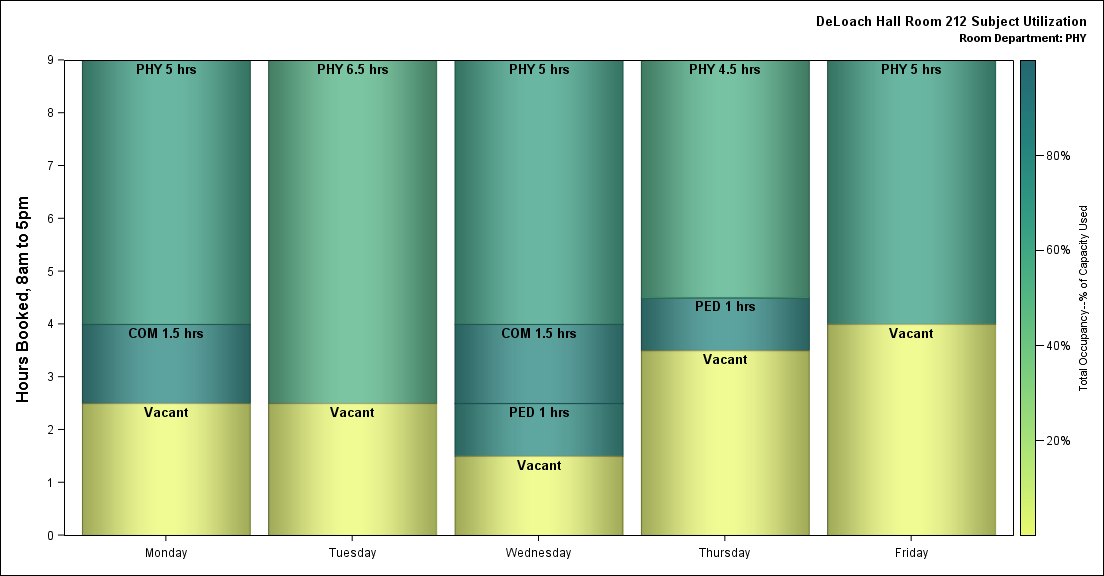 DeLoach Hall Room 212 Subject Utilization
Room Department: PHY
Hours Booked, 8am to 5pm
9
8
7
6
5
4
3
2
1
0
PHY 5 hrs
COM 1.5 hrs
Vacant
PHY 6.5 hrs
Vacant
PHY 5 hrs
COM 1.5 hrs
PED 1 hrs
Vacant
PHY 4.5 hrs
PED 1 hrs
Vacant
PHY 5 hrs
Vacant
Monday
Tuesday
Wednesday
Thursday
Friday
80%
60%
40%
20%
Total Occupancy--% of Capacity Used